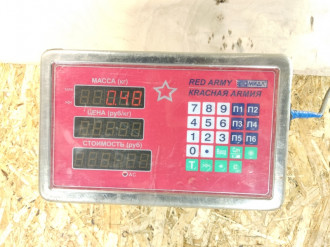 МАССА (кг)
0.48
ЦЕНА (руб/кг)
СТОИМОСТЬ (руб)
RED ARMY
КРАСНАЯ АРМИЯ
7 8 9 П1 П2
4 5 6 П3 П4
1 2 3 П5 П6
0
T